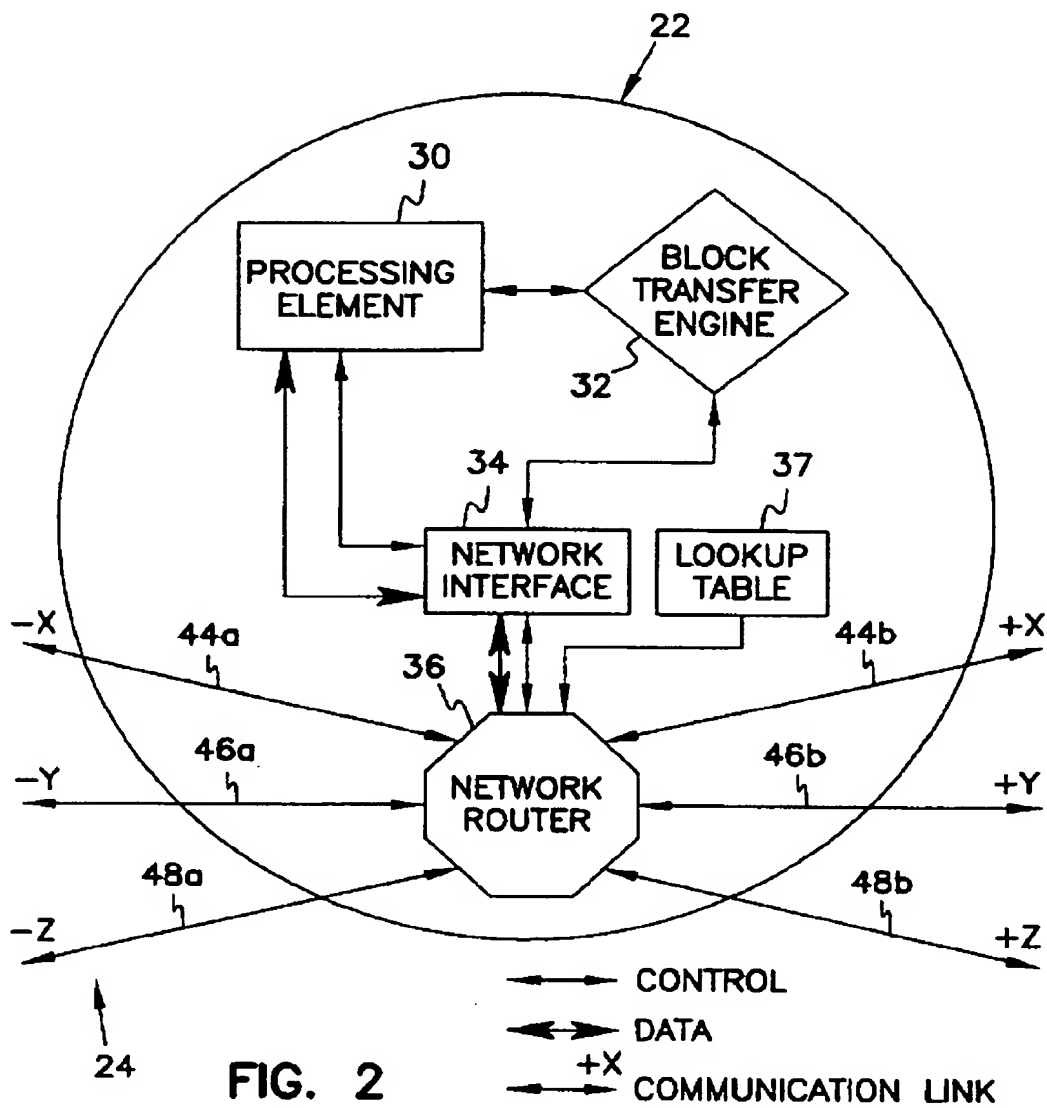 22
30
PROCESSING
ELEMENT
BLOCK
TRANSFER
ENGINE
32
34
37
NETWORK
INTERFACE
LOOKUP
TABLE
-X
44a
44b
+X
36
-Y
46a
46b
+Y
NETWORK
ROUTER
-Z
48a
48b
+Z
CONTROL
DATA
+X
COMMUNICATION LINK
24
FIG. 2